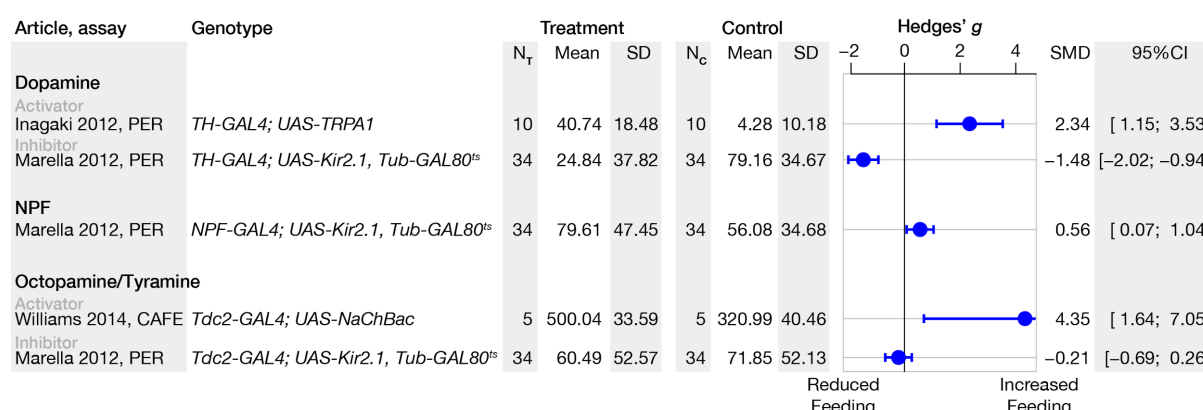 Article, assay Genotype Treatment Control Hedges' g
N_T Mean SD N_C Mean SD −2 0 2 4 SMD 95%CI
Dopamine
Activator
Inagaki 2012, PER TH-GAL4; UAS-TRPA1 10 40.74 18.48 10 4.28 10.18 2.34 [ 1.15; 3.53
Inhibitor
Marella 2012, PER TH-GAL4; UAS-Kir2.1, Tub-GAL80ts 34 24.84 37.82 34 79.16 34.67 −1.48 [−2.02; −0.94
NPF
Marella 2012, PER NPF-GAL4; UAS-Kir2.1, Tub-GAL80ts 34 79.61 47.45 34 56.08 34.68 0.56 [ 0.07; 1.04
Octopamine/Tyramine
Activator
Williams 2014, CAFE Tdc2-GAL4; UAS-NaChBac 5 500.04 33.59 5 320.99 40.46 4.35 [ 1.64; 7.05
Inhibitor
Marella 2012, PER Tdc2-GAL4; UAS-Kir2.1, Tub-GAL80ts 34 60.49 52.57 34 71.85 52.13 −0.21 [−0.69; 0.26
Reduced Increased
Feeding Feeding